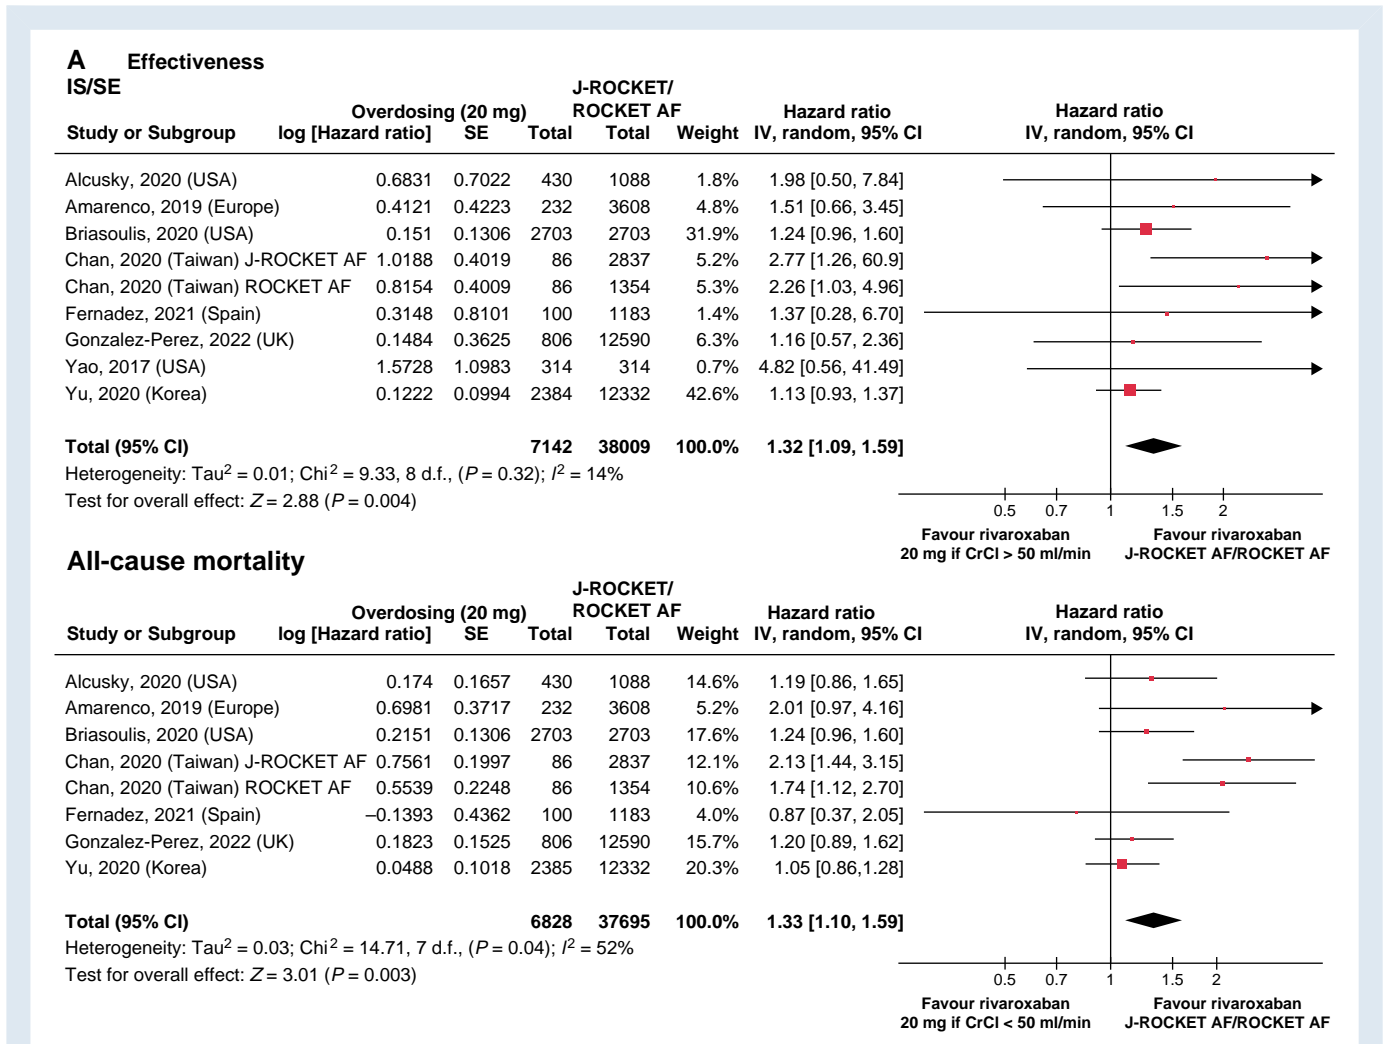 A Effectiveness
IS/SE
J-ROCKET/
Overdosing (20 mg) ROCKET AF Hazard ratio Hazard ratio
Study or Subgroup log [Hazard ratio] SE Total Total Weight IV, random, 95% CI IV, random, 95% CI
Alcusky, 2020 (USA) 0.6831 0.7022 430 1088 1.8% 1.98 [0.50, 7.84]
Amarenco, 2019 (Europe) 0.4121 0.4223 232 3608 4.8% 1.51 [0.66, 3.45]
Briasoulis, 2020 (USA) 0.151 0.1306 2703 2703 31.9% 1.24 [0.96, 1.60]
Chan, 2020 (Taiwan) J-ROCKET AF 1.0188 0.4019 86 2837 5.2% 2.77 [1.26, 60.9]
Chan, 2020 (Taiwan) ROCKET AF 0.8154 0.4009 86 1354 5.3% 2.26 [1.03, 4.96]
Fernadez, 2021 (Spain) 0.3148 0.8101 100 1183 1.4% 1.37 [0.28, 6.70]
Gonzalez-Perez, 2022 (UK) 0.1484 0.3625 806 12590 6.3% 1.16 [0.57, 2.36]
Yao, 2017 (USA) 1.5728 1.0983 314 314 0.7% 4.82 [0.56, 41.49]
Yu, 2020 (Korea) 0.1222 0.0994 2384 12332 42.6% 1.13 [0.93, 1.37]
Total (95% CI) 7142 38009 100.0% 1.32 [1.09, 1.59]
Heterogeneity: Tau² = 0.01; Chi² = 9.33, 8 d.f., (P = 0.32); I² = 14%
Test for overall effect: Z = 2.88 (P = 0.004)
0.5 0.7 1 1.5 2
Favour rivaroxaban Favour rivaroxaban
20 mg if CrCl > 50 ml/min J-ROCKET AF/ROCKET AF
All-cause mortality
J-ROCKET/
Overdosing (20 mg) ROCKET AF Hazard ratio Hazard ratio
Study or Subgroup log [Hazard ratio] SE Total Total Weight IV, random, 95% CI IV, random, 95% CI
Alcusky, 2020 (USA) 0.174 0.1657 430 1088 14.6% 1.19 [0.86, 1.65]
Amarenco, 2019 (Europe) 0.6981 0.3717 232 3608 5.2% 2.01 [0.97, 4.16]
Briasoulis, 2020 (USA) 0.2151 0.1306 2703 2703 17.6% 1.24 [0.96, 1.60]
Chan, 2020 (Taiwan) J-ROCKET AF 0.7561 0.1997 86 2837 12.1% 2.13 [1.44, 3.15]
Chan, 2020 (Taiwan) ROCKET AF 0.5539 0.2248 86 1354 10.6% 1.74 [1.12, 2.70]
Fernadez, 2021 (Spain) –0.1393 0.4362 100 1183 4.0% 0.87 [0.37, 2.05]
Gonzalez-Perez, 2022 (UK) 0.1823 0.1525 806 12590 15.7% 1.20 [0.89, 1.62]
Yu, 2020 (Korea) 0.0488 0.1018 2385 12332 20.3% 1.05 [0.86,1.28]
Total (95% CI) 6828 37695 100.0% 1.33 [1.10, 1.59]
Heterogeneity: Tau² = 0.03; Chi² = 14.71, 7 d.f., (P = 0.04); I² = 52%
Test for overall effect: Z = 3.01 (P = 0.003)
0.5 0.7 1 1.5 2
Favour rivaroxaban Favour rivaroxaban
20 mg if CrCl < 50 ml/min J-ROCKET AF/ROCKET AF